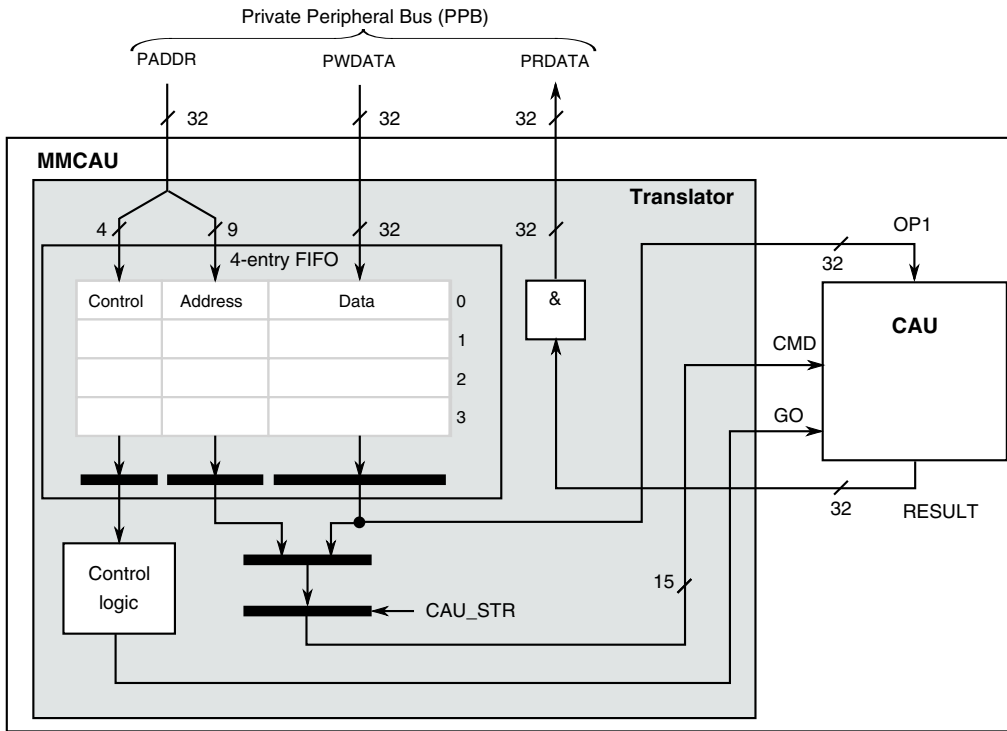 Private Peripheral Bus (PPB)
PADDR
PWDATA
PRDATA
32
32
32
MMCAU
Translator
4
9
32
32
OP1
32
4-entry FIFO
Control
Address
Data
0
1
2
3
&
CAU
CMD
GO
32
RESULT
Control
logic
15
CAU_STR